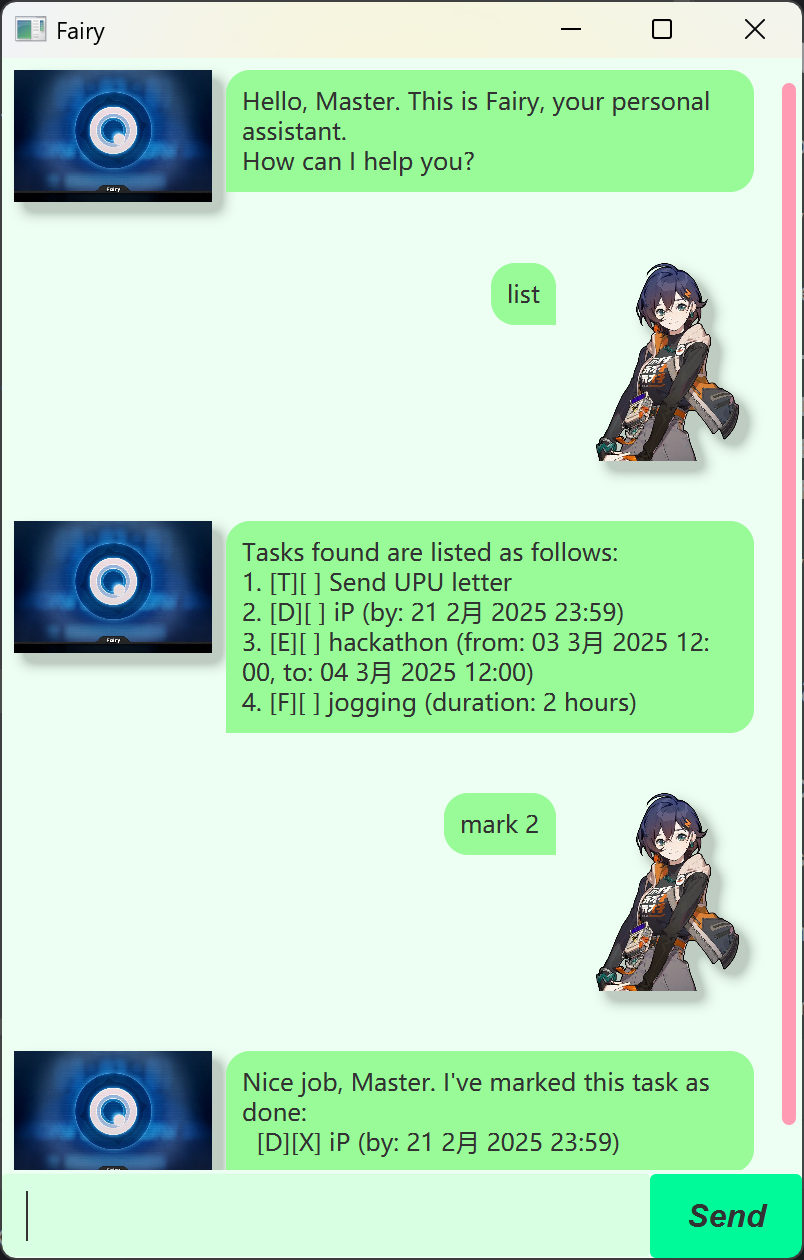 Fairy
Hello, Master. This is Fairy, your personal
assistant.
How can I help you?
Fairy
list
Tasks found are listed as follows:
1. [T][ ] Send UPU letter
2. [D][ ] iP (by: 21 2月 2025 23:59)
3. [E][ ] hackathon (from: 03 3月 2025 12:
00, to: 04 3月 2025 12:00)
4. [F][ ] jogging (duration: 2 hours)
Fairy
mark 2
Nice job, Master. I've marked this task as
done:
[D][X] iP (by: 21 2月 2025 23:59)
Send